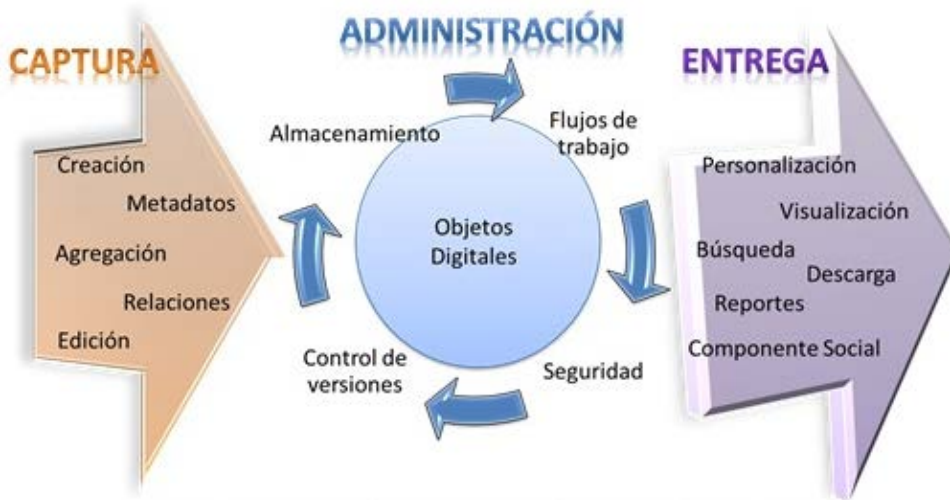 CAPTURA
Creación
Metadatos
Agregación
Relaciones
Edición
ADMINISTRACIÓN
Almacenamiento
Flujos de
trabajo
Objetos
Digitales
Control de
versiones
Seguridad
ENTREGA
Personalización
Visualización
Búsqueda
Descarga
Reportes
Componente Social